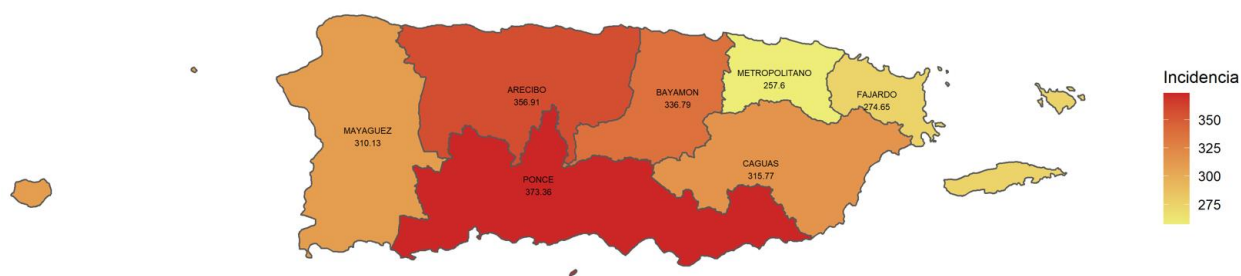 METROPOLITANO
257.6
Incidencia
ARECIBO
356.91
BAYAMON
336.79
FAJARDO
274.65
350
MAYAGUEZ
310.13
325
CAGUAS
315.77
300
PONCE
373.36
275